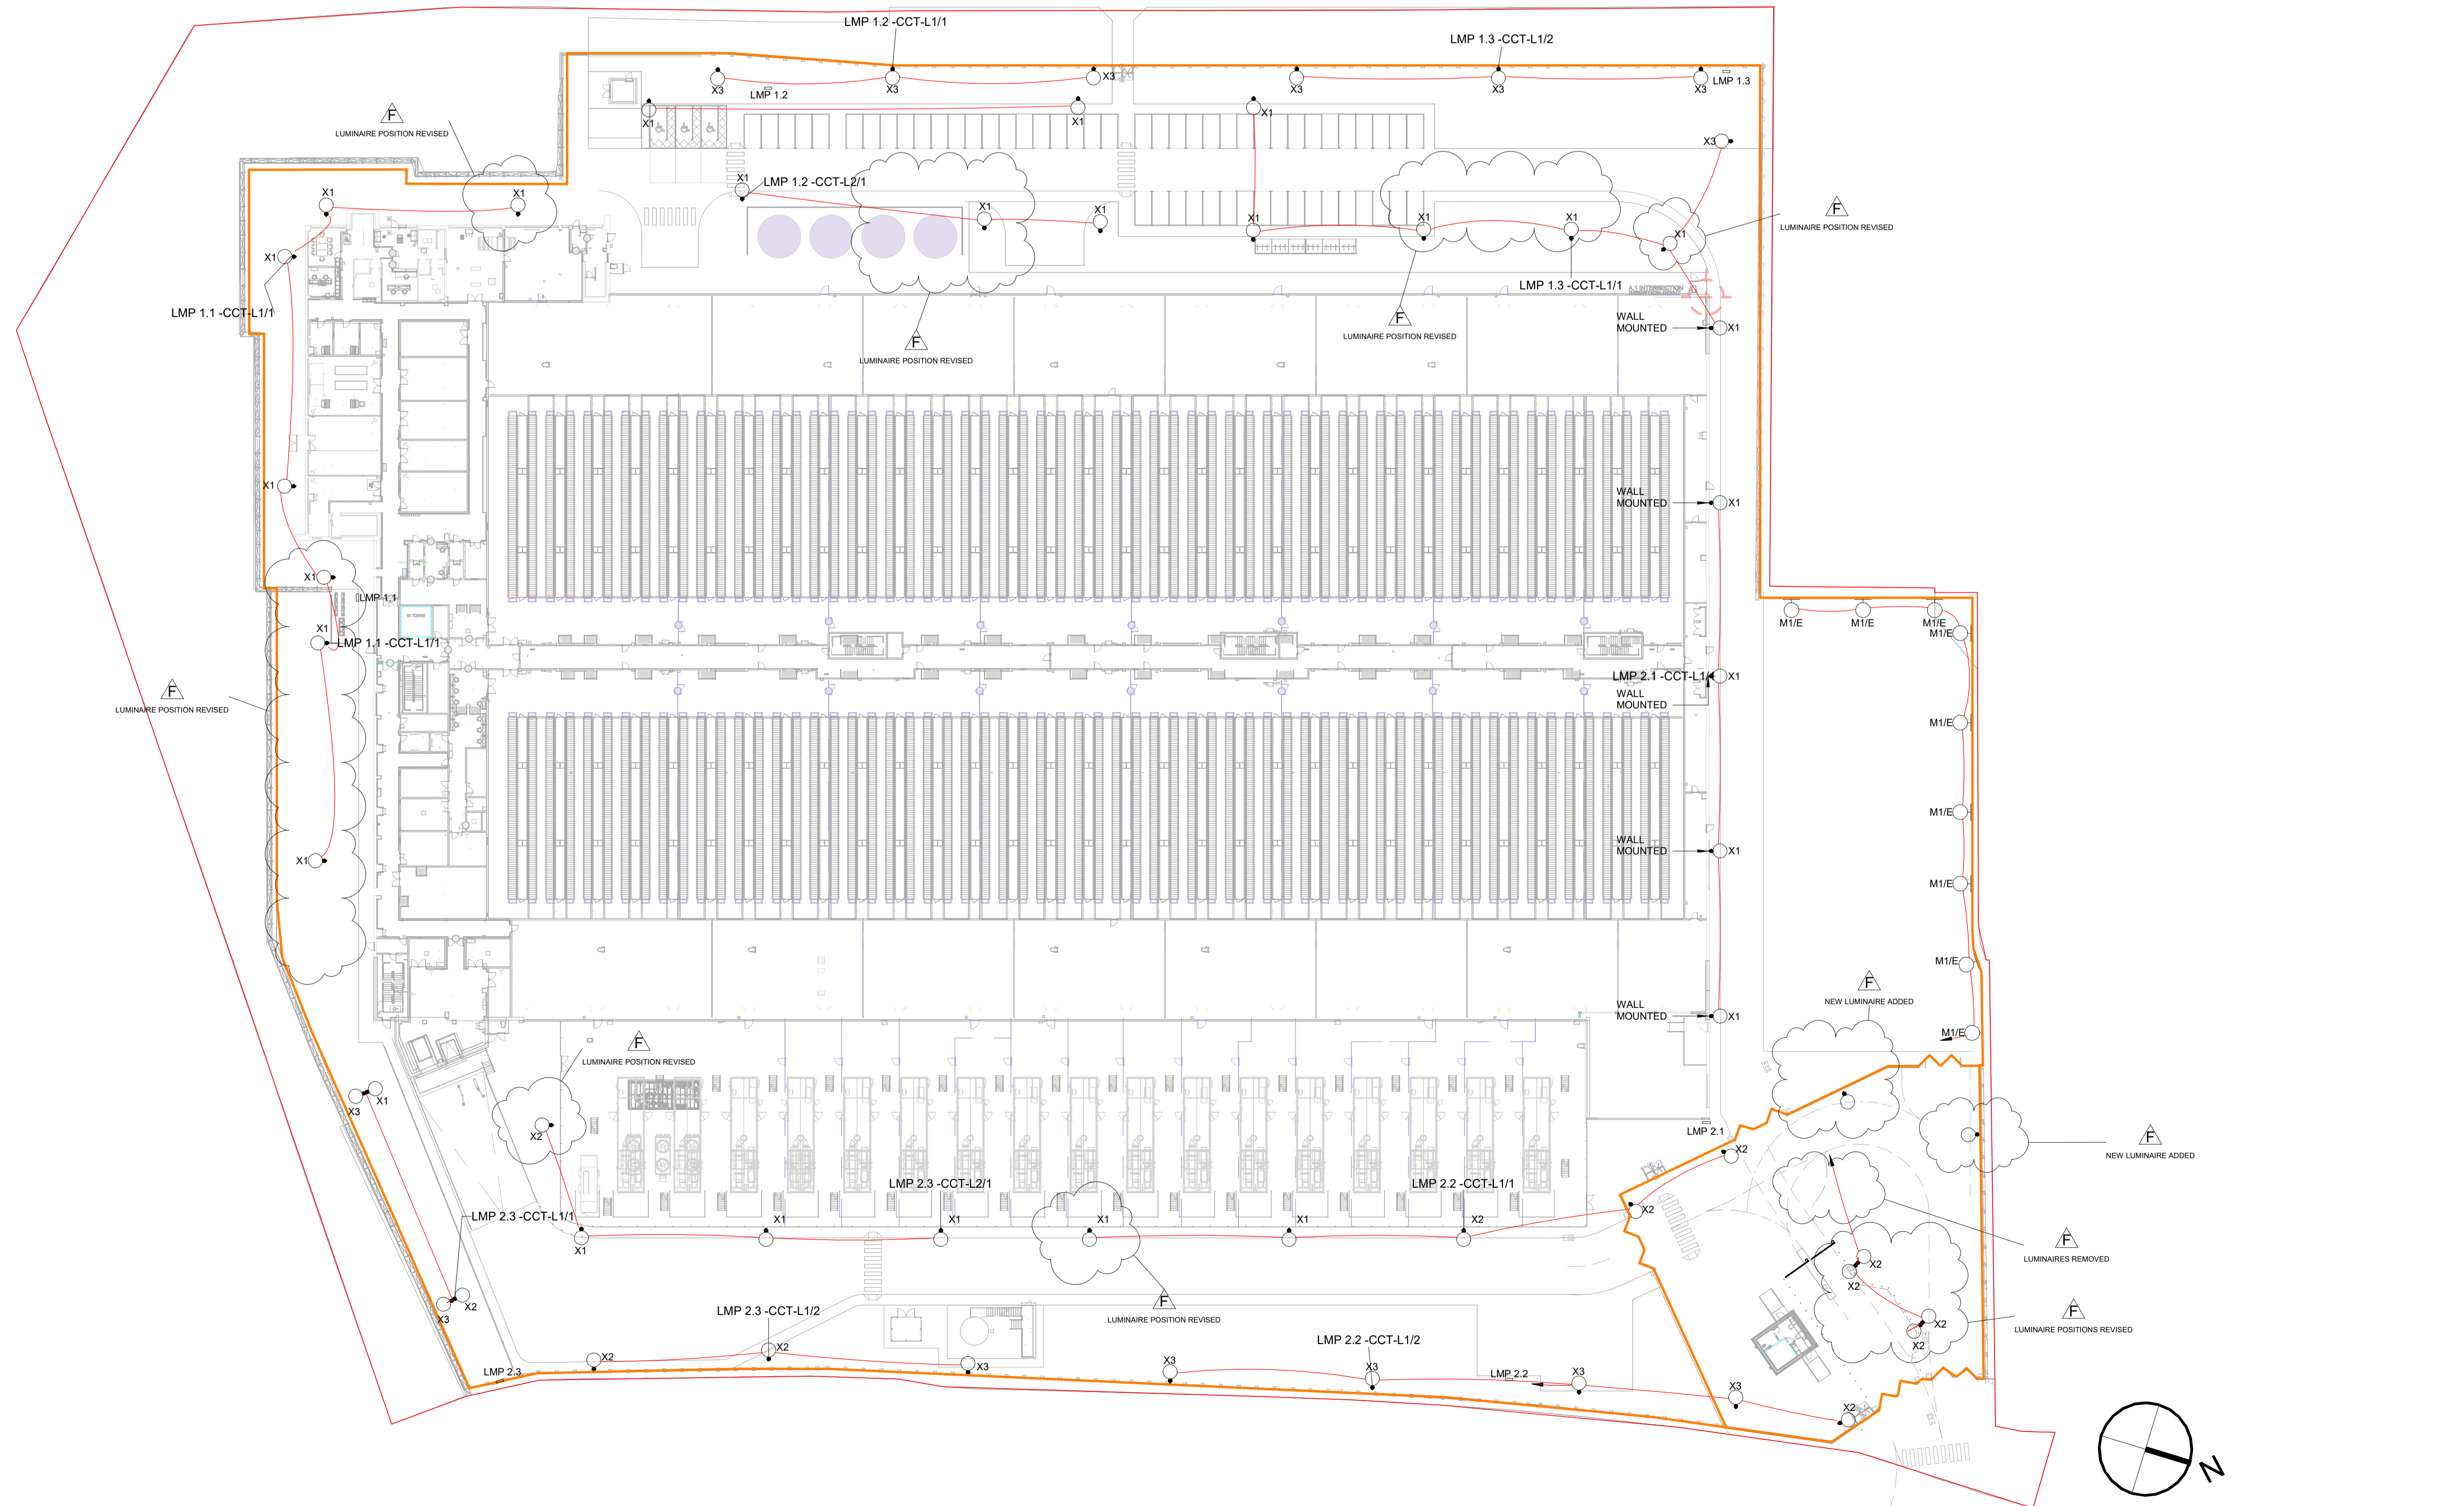 LMP 1.2 -CCT-L1/1
LMP 1.3 -CCT-L1/2
X3
X3
X3
X3
X3
X3
LMP 1.2
LMP 1.3
X1
X1
X1
F
LUMINAIRE POSITION REVISED
X3
X1
X1
X1
LMP 1.2 -CCT-L2/1
X1
X1
X1
X1
X1
X1
F
LUMINAIRE POSITION REVISED
X1
LMP 1.1 -CCT-L1/1
LMP 1.3 -CCT-L1/1
A.1 INTERSECTION
F
LUMINAIRE POSITION REVISED
F
LUMINAIRE POSITION REVISED
WALL
MOUNTED
X1
X1
WALL
MOUNTED
X1
X1
LMP 1.1
10 TONNE
X1
LMP 1.1 -CCT-L1/1
M1/E
M1/E
M1/E
M1/E
LMP 2.1 -CCT-L1/
X1
WALL
MOUNTED
F
LUMINAIRE POSITION REVISED
M1/E
M1/E
WALL
MOUNTED
X1
X1
M1/E
M1/E
F
NEW LUMINAIRE ADDED
WALL
MOUNTED
X1
M1/E
F
LUMINAIRE POSITION REVISED
X3
X1
X2
LMP 2.1
X2
F
NEW LUMINAIRE ADDED
LMP 2.3 -CCT-L2/1
LMP 2.2 -CCT-L1/1
LMP 2.3 -CCT-L1/1
X1
X1
X1
X1
X1
X2
X2
F
LUMINAIRES REMOVED
X2
X2
X3
X2
F
LUMINAIRE POSITION REVISED
LMP 2.3 -CCT-L1/2
LMP 2.2 -CCT-L1/2
F
LUMINAIRE POSITIONS REVISED
X2
X2
X2
X2
X3
X3
X3
LMP 2.3
LMP 2.2
X3
X3
X2
N